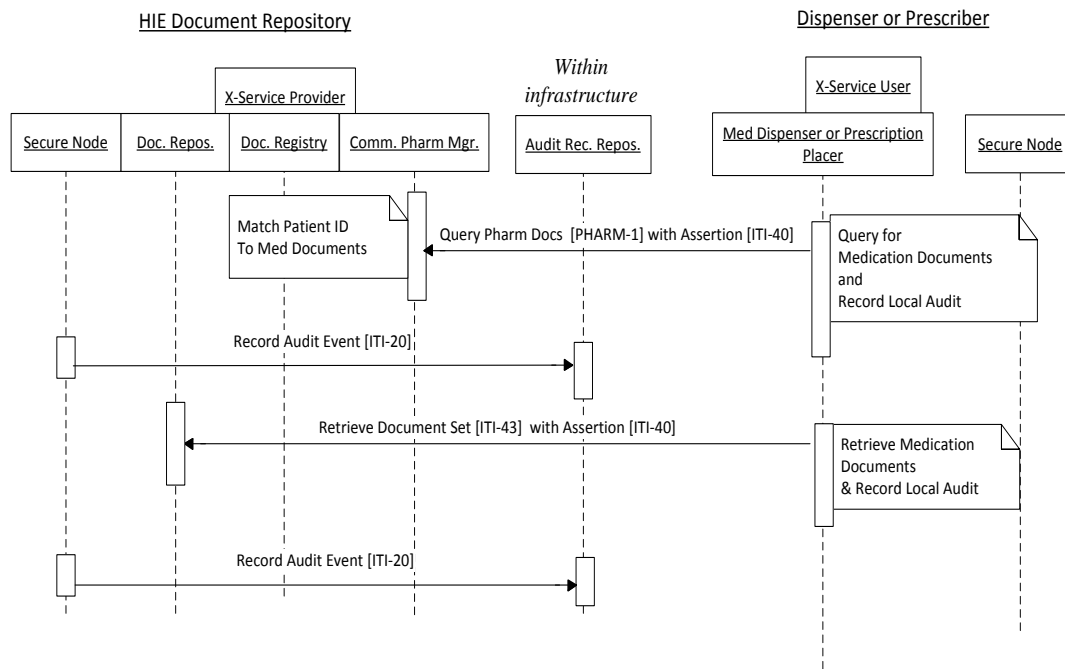 HIE Document Repository
Dispenser or Prescriber
Within
infrastructure
X-Service Provider
X-Service User
Secure Node
Doc. Repos.
Doc. Registry
Comm. Pharm Mgr.
Audit Rec. Repos.
Med Dispenser or Prescription
Placer
Secure Node
Match Patient ID
To Med Documents
Query Pharm Docs [PHARM-1] with Assertion [ITI-40]
Query for
Medication Documents
and
Record Local Audit
Record Audit Event [ITI-20]
Retrieve Document Set [ITI-43] with Assertion [ITI-40]
Retrieve Medication
Documents
& Record Local Audit
Record Audit Event [ITI-20]